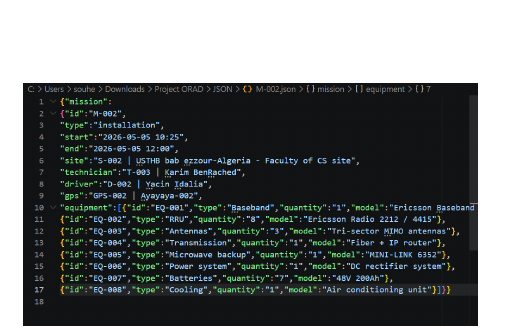 C: > Users > souhe > Downloads > Project ORAD > JSON > {} M-002.json > {} mission > [ ] equipment > {} 7
1 {"mission":
2 {"id":"M-002",
3 "type":"installation",
4 "start":"2026-05-05 10:25",
5 "end":"2026-05-05 12:00",
6 "site":"S-002 | USTHB bab ezzour-Algeria - Faculty of CS site",
7 "technician":"T-003 | Karim BenRached",
8 "driver":"D-002 | Yacin Idalia",
9 "gps":"GPS-002 | Ayayaya-002",
10 "equipment":[{"id":"EQ-001","type":"Baseband","quantity":"1","model":"Ericsson Baseband
11 {"id":"EQ-002","type":"RRU","quantity":"8","model":"Ericsson Radio 2212 / 4415"},
12 {"id":"EQ-003","type":"Antennas","quantity":"3","model":"Tri-sector MIMO antennas"},
13 {"id":"EQ-004","type":"Transmission","quantity":"1","model":"Fiber + IP router"},
14 {"id":"EQ-005","type":"Microwave backup","quantity":"1","model":"MINI-LINK 6352"},
15 {"id":"EQ-006","type":"Power system","quantity":"1","model":"DC rectifier system"},
16 {"id":"EQ-007","type":"Batteries","quantity":"7","model":"48V 200Ah"},
17 {"id":"EQ-008","type":"Cooling","quantity":"1","model":"Air conditioning unit"}]}}
18